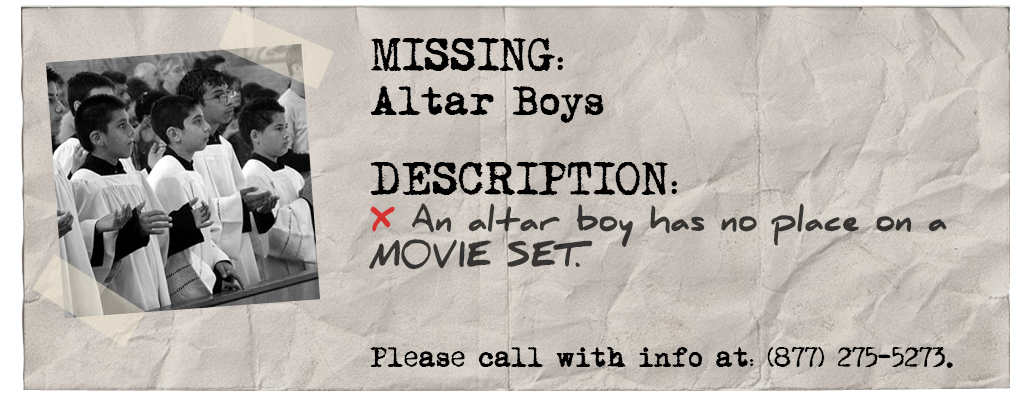 MISSING:
Altar Boys
DESCRIPTION:
✗ An altar boy has no place on a
MOVIE SET.
Please call with info at: (877) 275-5273.